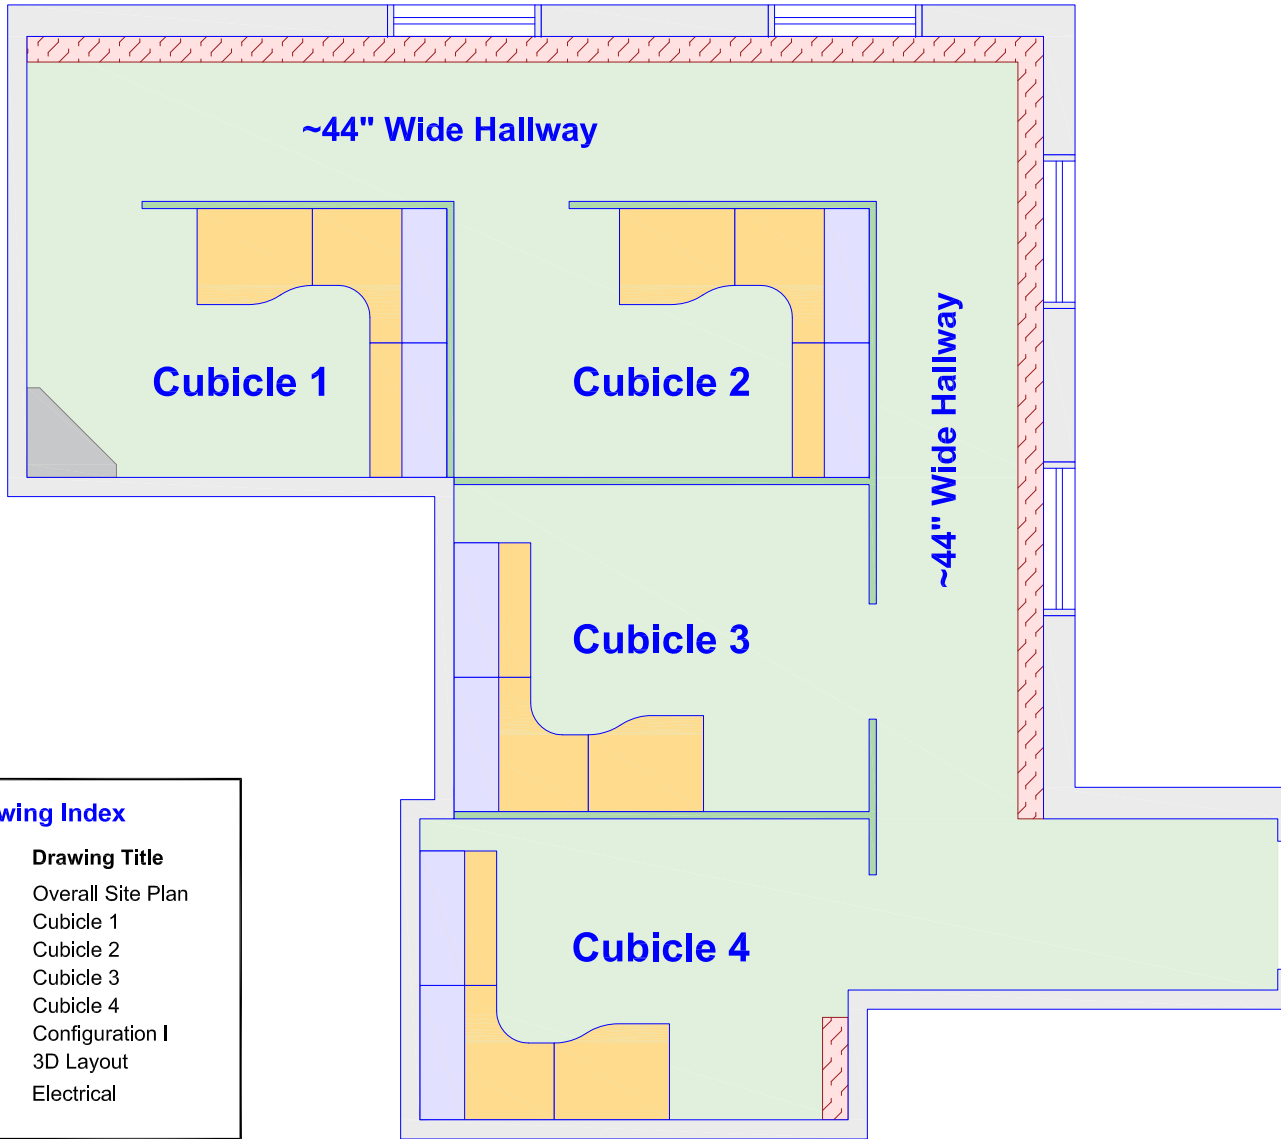 ~44" Wide Hallway
Cubicle 1
Cubicle 2
~44" Wide Hallway
Cubicle 3
Cubicle 4
wing Index
Drawing Title
Overall Site Plan
Cubicle 1
Cubicle 2
Cubicle 3
Cubicle 4
Configuration I
3D Layout
Electrical